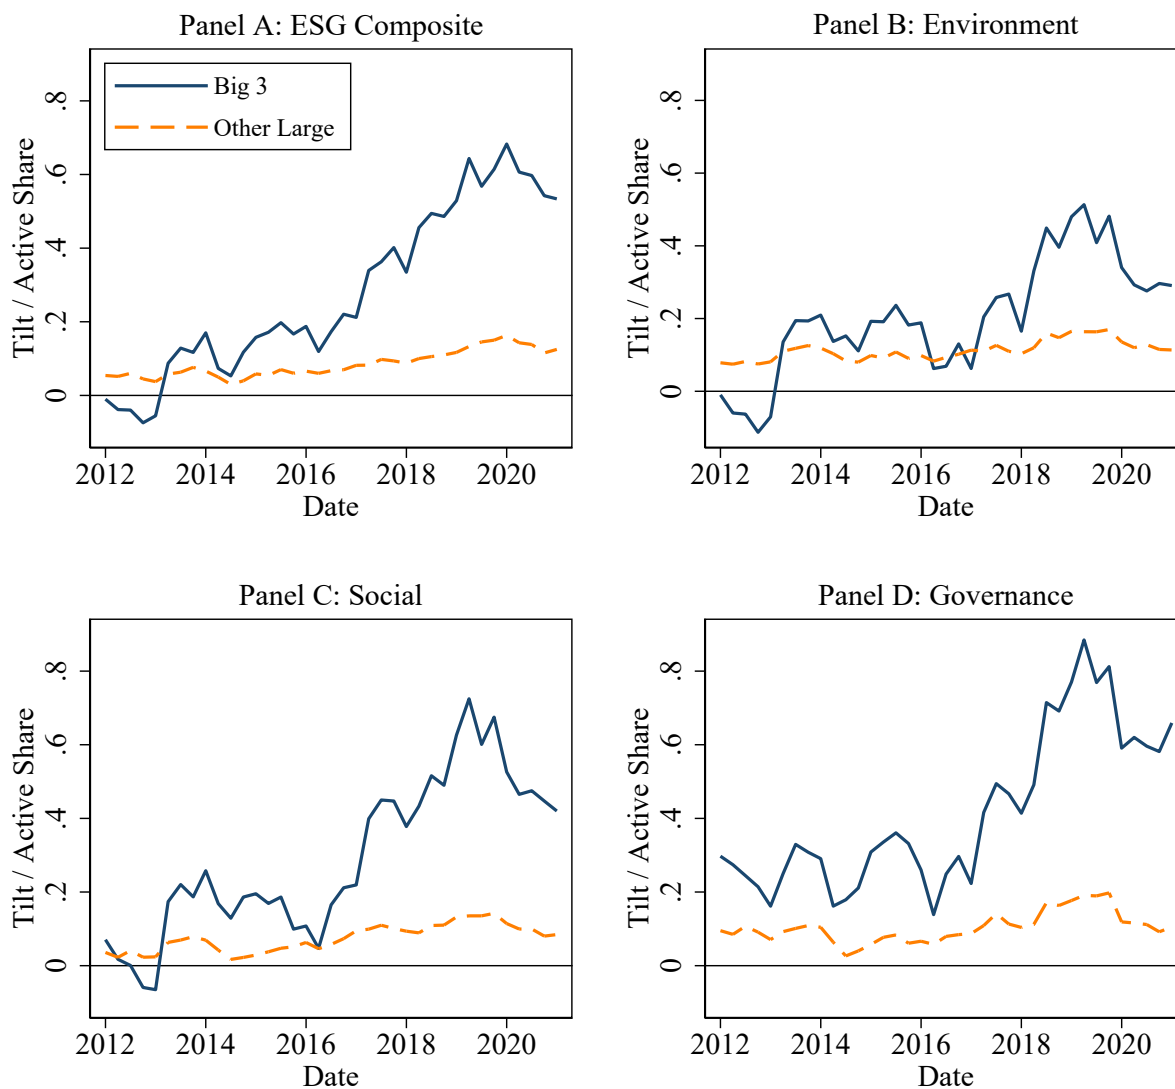 Panel A: ESG Composite
Tilt / Active Share
.8
.6
.4
.2
0
Big 3
Other Large
2012 2014 2016 2018 2020
Date
Panel B: Environment
Tilt / Active Share
.8
.6
.4
.2
0
2012 2014 2016 2018 2020
Date
Panel C: Social
Tilt / Active Share
.8
.6
.4
.2
0
2012 2014 2016 2018 2020
Date
Panel D: Governance
Tilt / Active Share
.8
.6
.4
.2
0
2012 2014 2016 2018 2020
Date